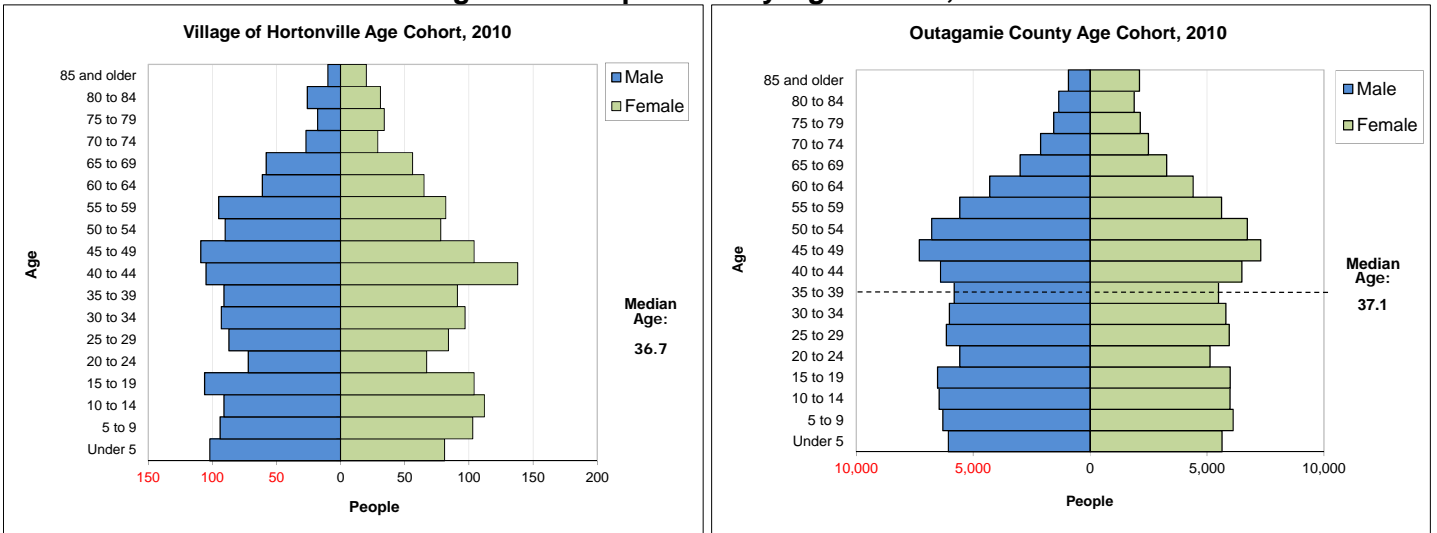 Village of Hortonville Age Cohort, 2010
85 and older
80 to 84
75 to 79
70 to 74
65 to 69
60 to 64
55 to 59
50 to 54
45 to 49
40 to 44
35 to 39
30 to 34
25 to 29
20 to 24
15 to 19
10 to 14
5 to 9
Under 5
Age
150 100 50 0 50 100 150 200
People
Male
Female
Median
Age:
36.7
Outagamie County Age Cohort, 2010
85 and older
80 to 84
75 to 79
70 to 74
65 to 69
60 to 64
55 to 59
50 to 54
45 to 49
40 to 44
35 to 39
30 to 34
25 to 29
20 to 24
15 to 19
10 to 14
5 to 9
Under 5
Age
10,000 5,000 0 5,000 10,000
People
Male
Female
Median
Age:
37.1